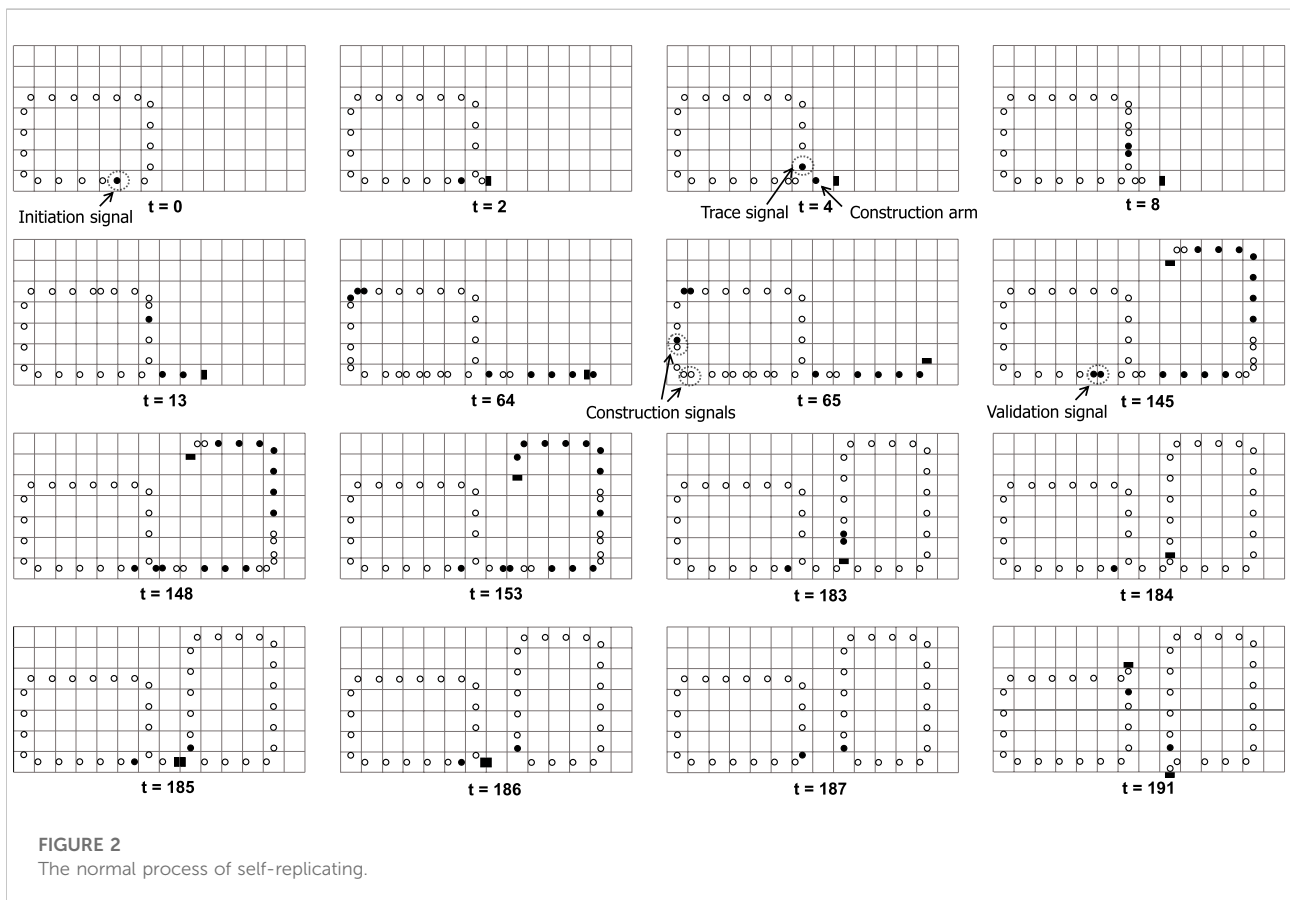 Initiation signal
t = 0
t = 2
Trace signal
t = 4
Construction arm
t = 8
t = 13
t = 64
Construction signals
t = 65
Validation signal
t = 145
t = 148
t = 153
t = 183
t = 184
t = 185
t = 186
t = 187
t = 191
FIGURE 2
The normal process of self-replicating.